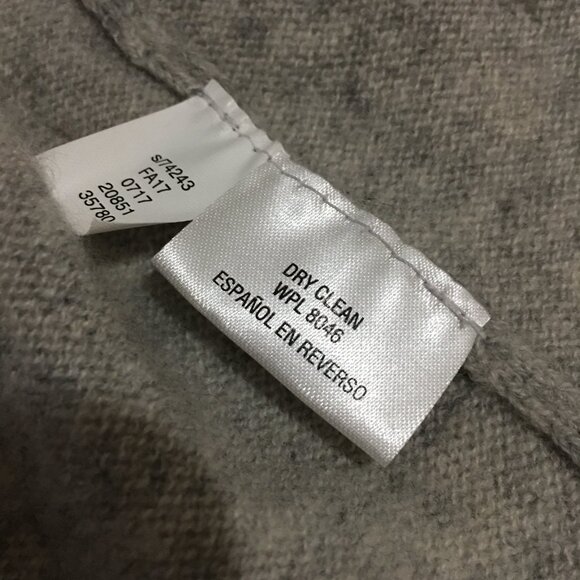 s/74243
FA17
0717
20851
35780
DRY CLEAN
WPL 8046
ESPAÑOL EN REVERSO